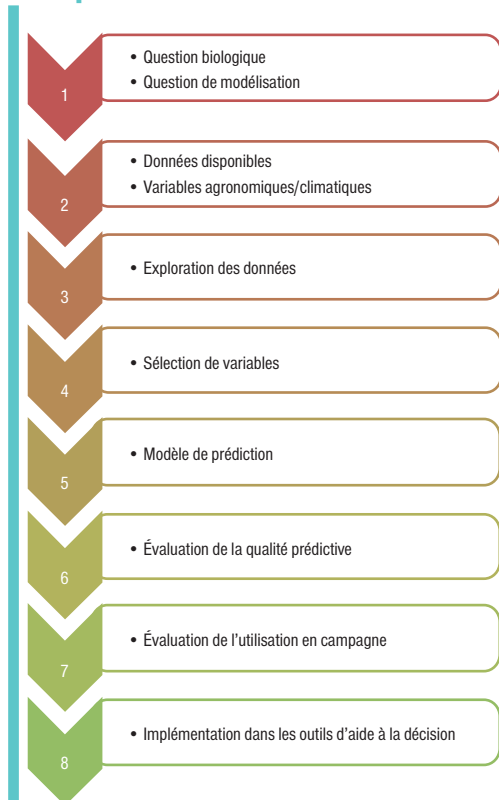 1
• Question biologique
• Question de modélisation
2
• Données disponibles
• Variables agronomiques/climatiques
3
• Exploration des données
4
• Sélection de variables
5
• Modèle de prédiction
6
• Évaluation de la qualité prédictive
7
• Évaluation de l'utilisation en campagne
8
• Implémentation dans les outils d'aide à la décision